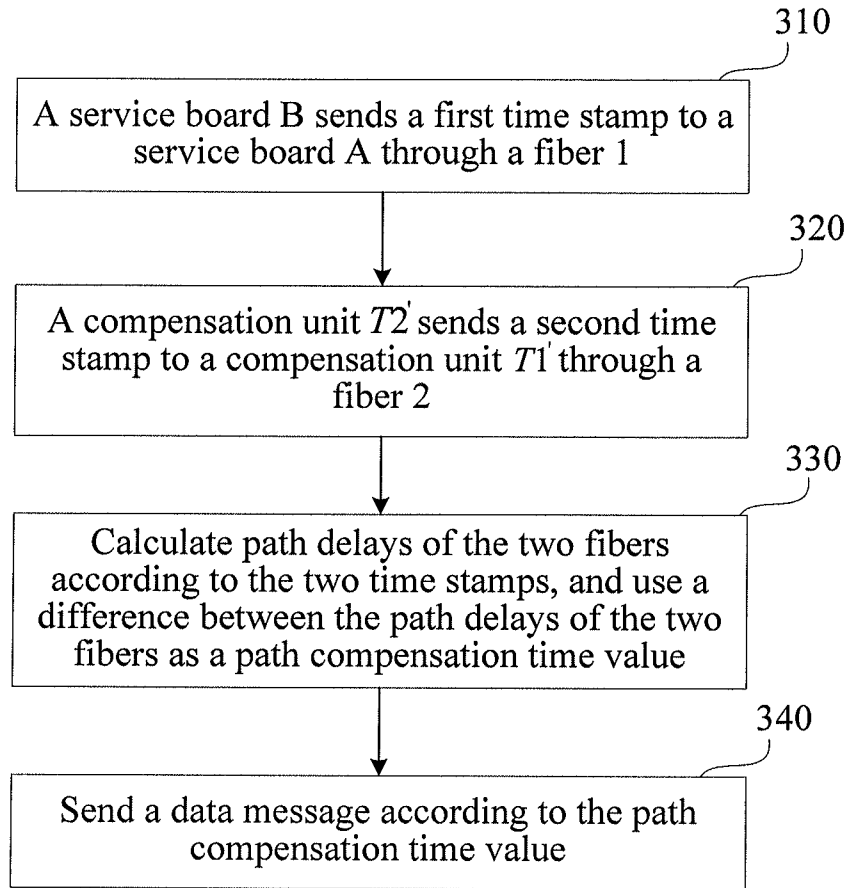 310
A service board B sends a first time stamp to a
service board A through a fiber 1
320
A compensation unit T2' sends a second time
stamp to a compensation unit T1' through a
fiber 2
330
Calculate path delays of the two fibers
according to the two time stamps, and use a
difference between the path delays of the two
fibers as a path compensation time value
340
Send a data message according to the path
compensation time value